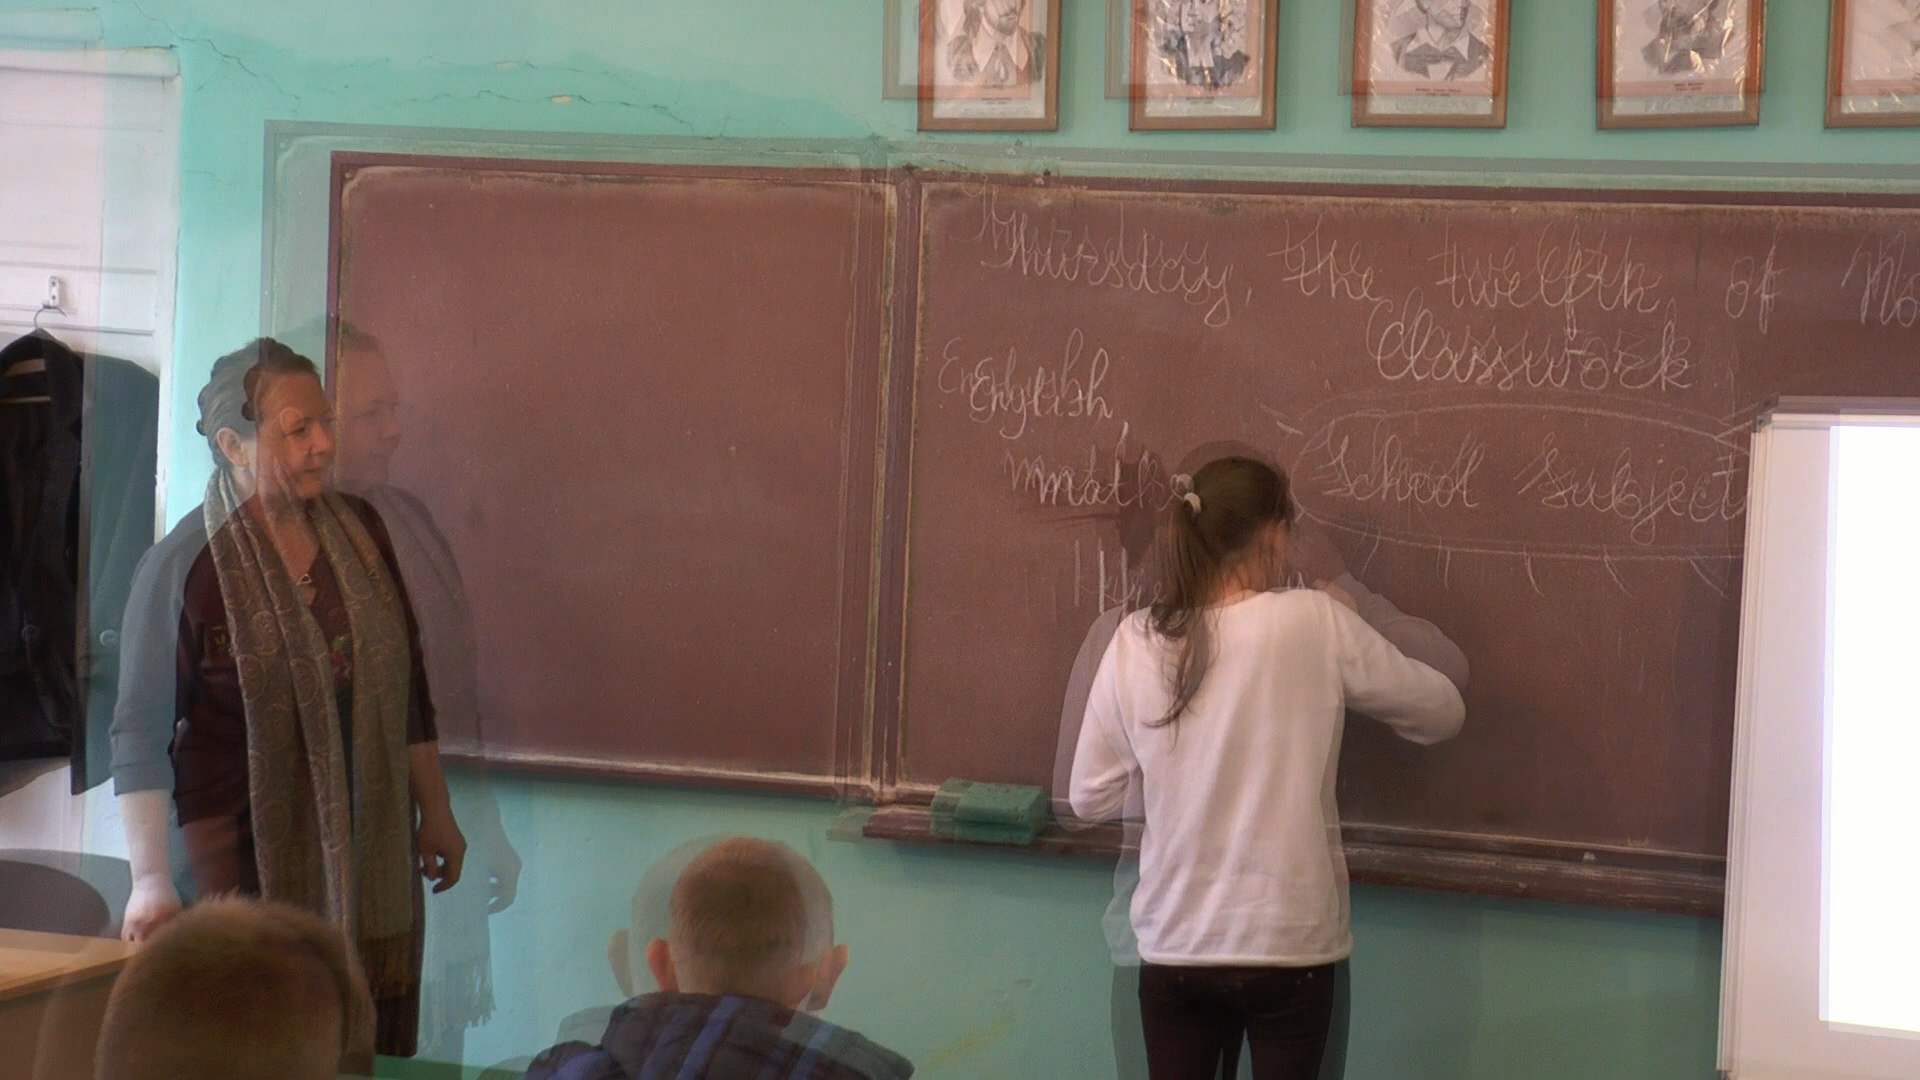 Thursday, the twelfth of
Classwork
English,
maths
School subject